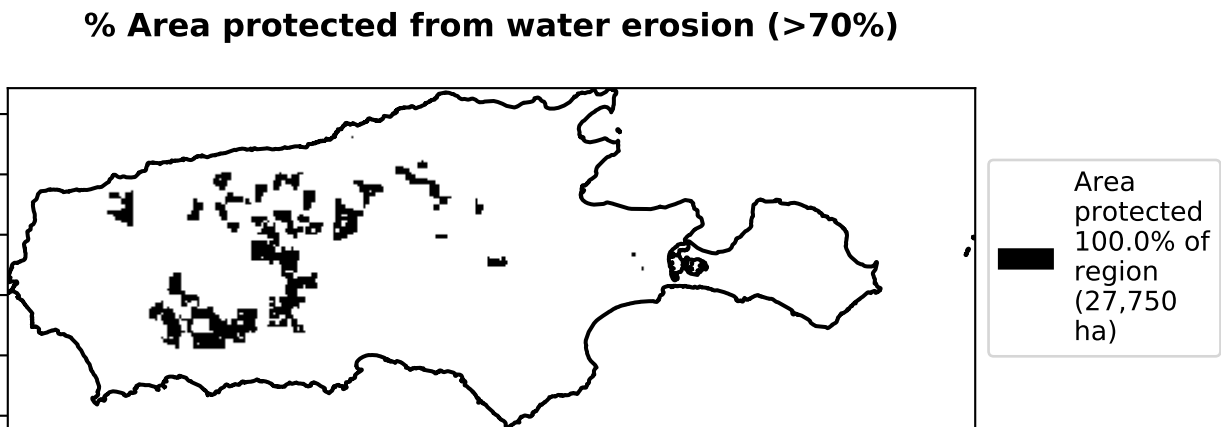 % Area protected from water erosion (>70%)
Area
protected
100.0% of
region
(27,750
ha)